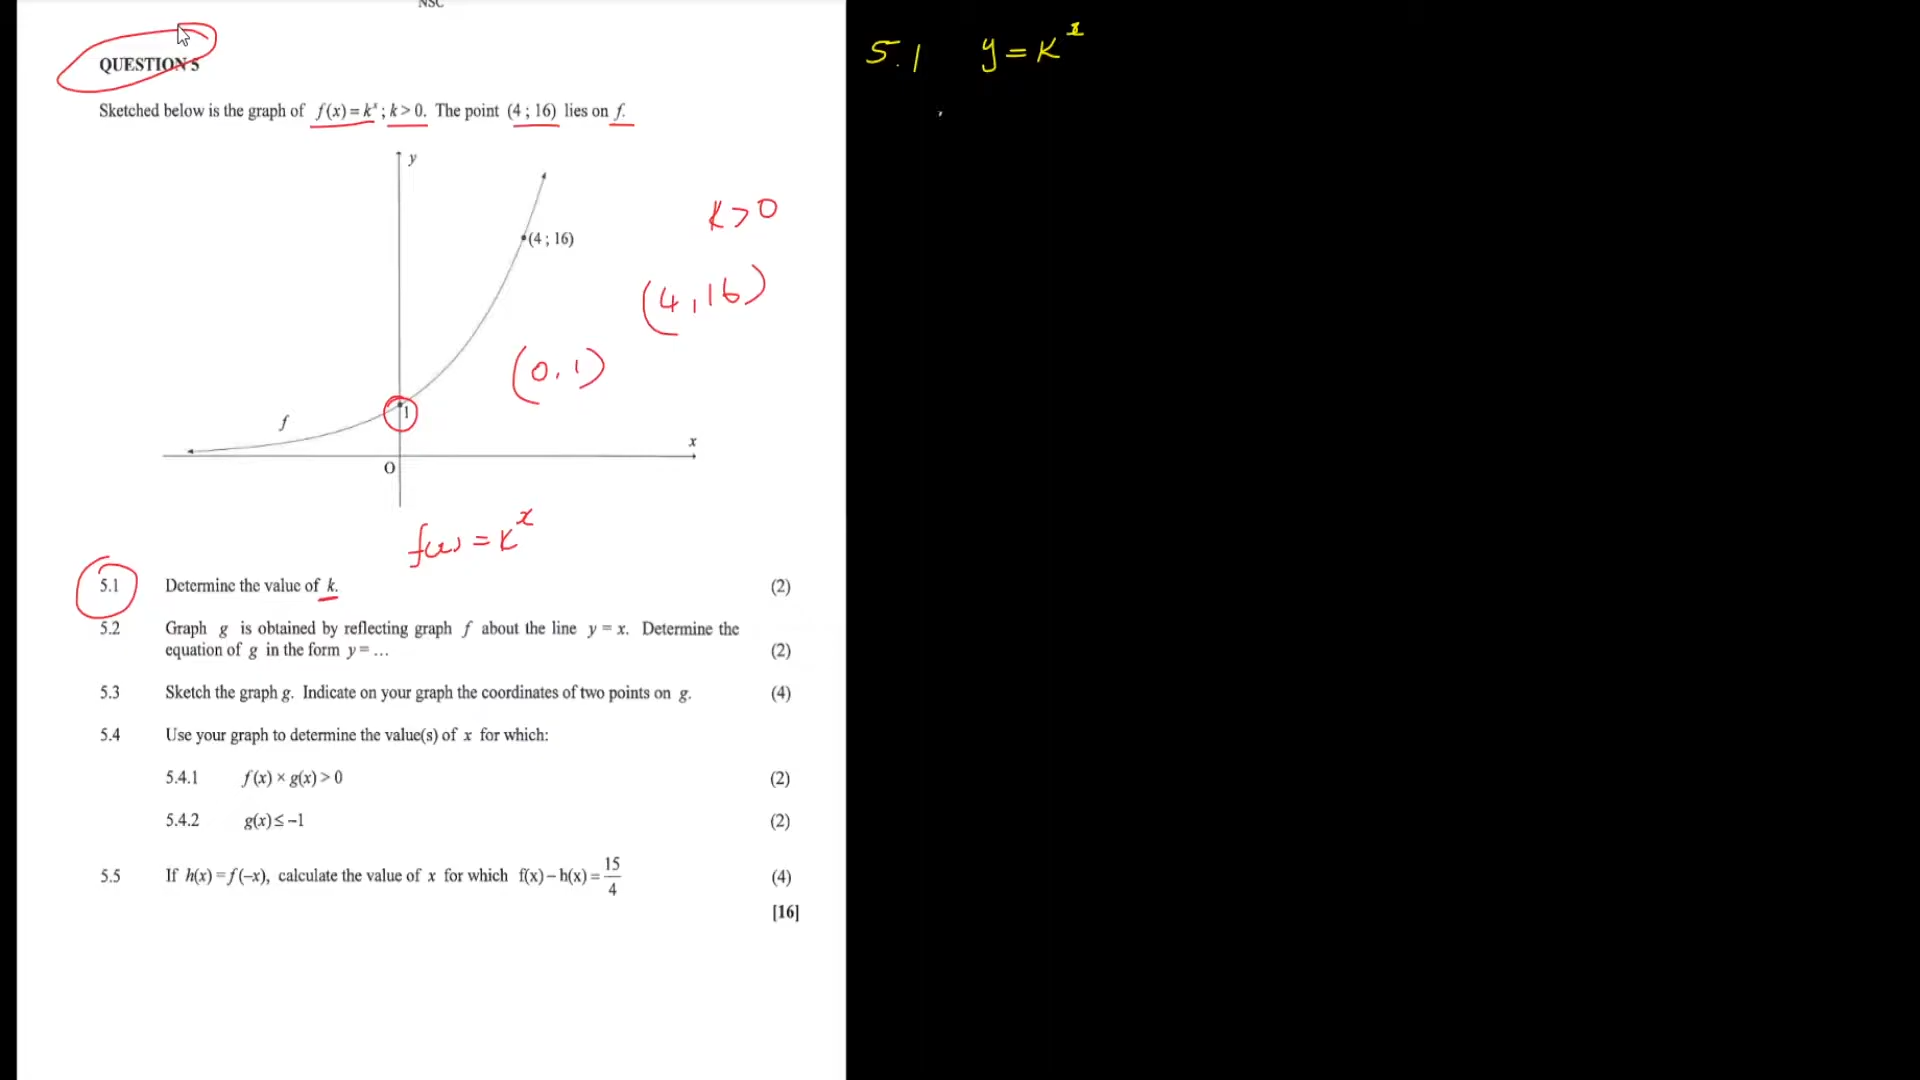 NSC
QUESTION 5
Sketched below is the graph of f(x) = k^x ; k > 0. The point (4 ; 16) lies on f.
y
(4 ; 16)
K > 0
(4, 16)
(0, 1)
1
f
x
O
f(x) = K^x
5.1 Determine the value of k. (2)
5.2 Graph g is obtained by reflecting graph f about the line y = x. Determine the
equation of g in the form y = ... (2)
5.3 Sketch the graph g. Indicate on your graph the coordinates of two points on g. (4)
5.4 Use your graph to determine the value(s) of x for which:
5.4.1 f(x) × g(x) > 0 (2)
5.4.2 g(x) ≤ –1 (2)
5.5 If h(x) = f(–x), calculate the value of x for which f(x) – h(x) = 15/4 (4)
[16]
5.1 y = K^x